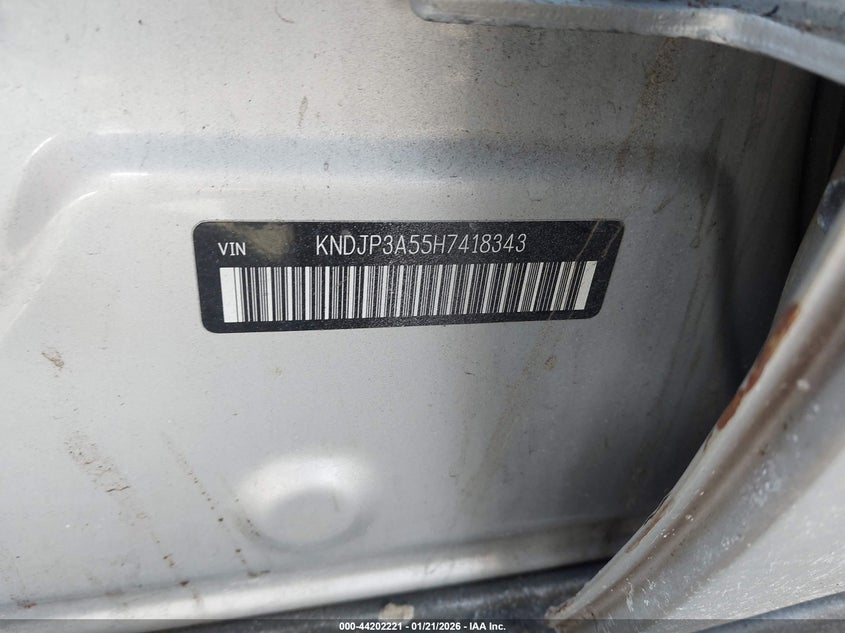 VIN KNDJP3A55H7418343
000-44202221 - 01/21/2026 - IAA Inc.